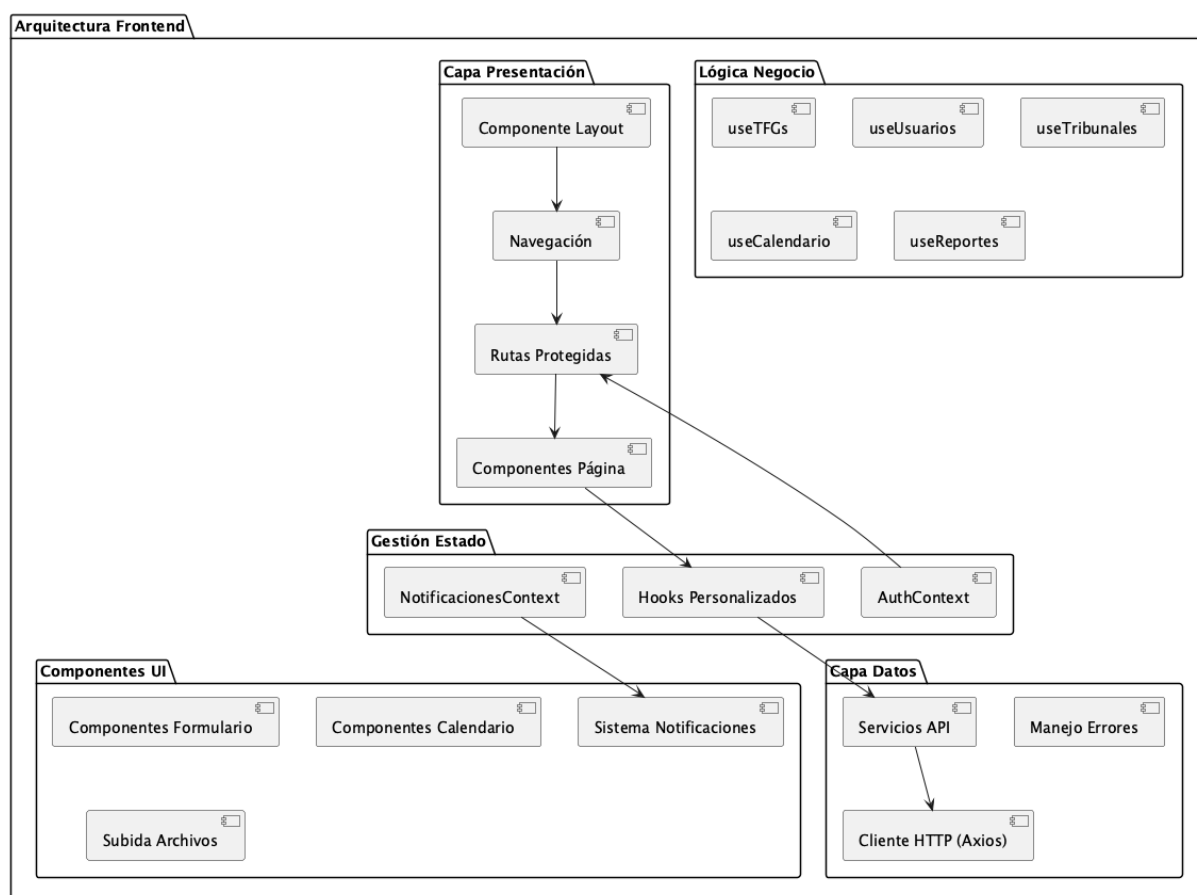 Arquitectura Frontend
Capa Presentación
Componente Layout
Navegación
Rutas Protegidas
Componentes Página
Lógica Negocio
useTFGs
useUsuarios
useTribunales
useCalendario
useReportes
Gestión Estado
NotificacionesContext
Hooks Personalizados
AuthContext
Componentes UI
Componentes Formulario
Componentes Calendario
Sistema Notificaciones
Subida Archivos
Capa Datos
Servicios API
Manejo Errores
Cliente HTTP (Axios)